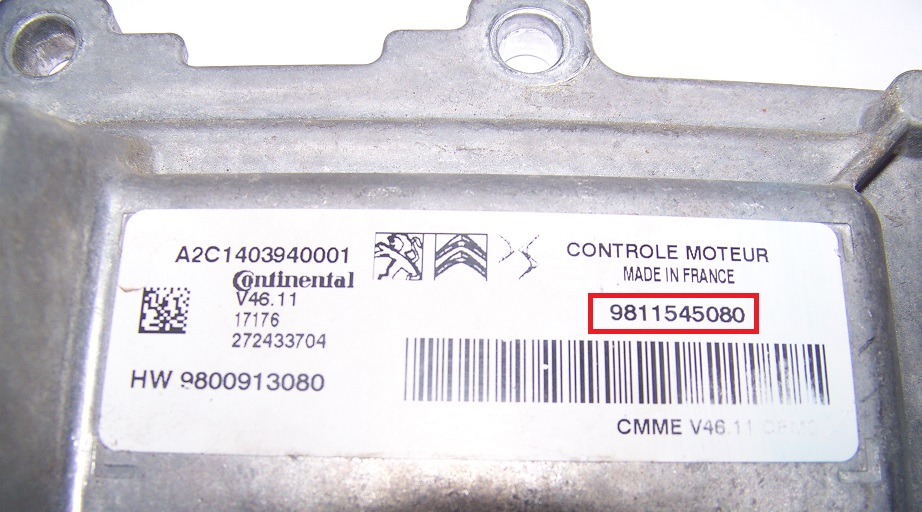 A2C1403940001
CONTROLE MOTEUR
MADE IN FRANCE
Continental
V46.11
17176
272433704
9811545080
HW 9800913080
CMME V46.11